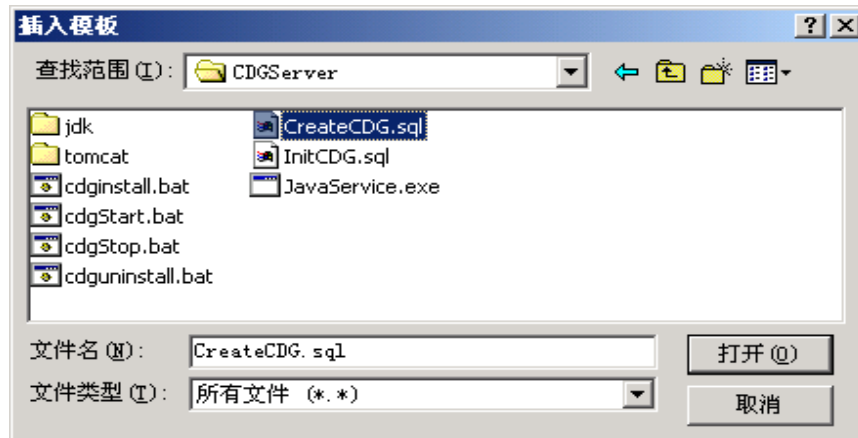 插入模板
查找范围(I): CDGServer
jdk
tomcat
cdginstall.bat
cdgStart.bat
cdgStop.bat
cdguninstall.bat
CreateCDG.sql
InitCDG.sql
JavaService.exe
文件名(N): CreateCDG.sql
打开(O)
文件类型(T): 所有文件 (*.*)
取消